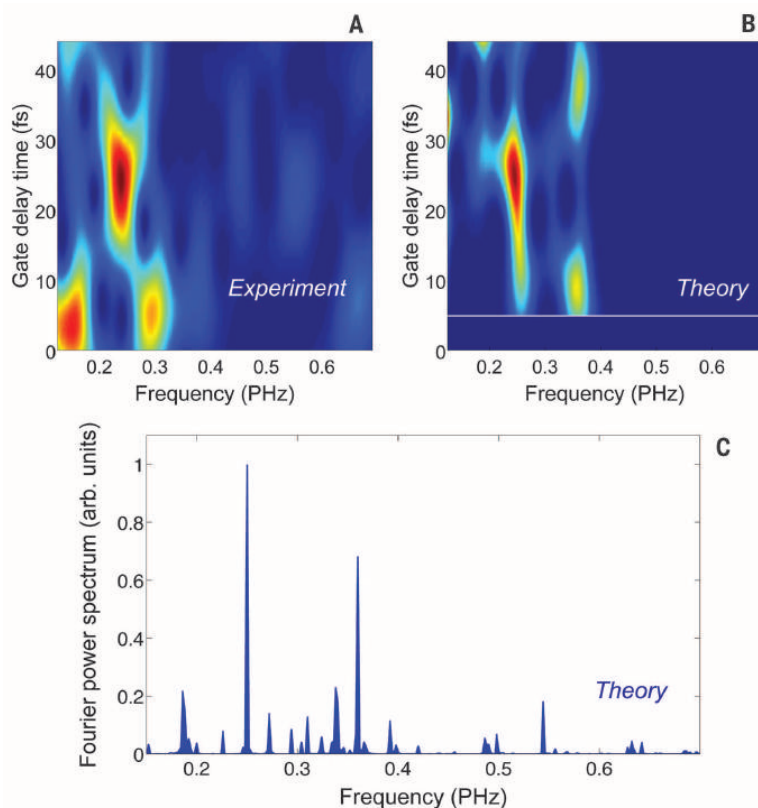 A
B
Gate delay time (fs)
40
30
20
10
0
Experiment
0.2 0.3 0.4 0.5 0.6
Frequency (PHz)
Gate delay time (fs)
40
30
20
10
0
Theory
0.2 0.3 0.4 0.5 0.6
Frequency (PHz)
C
Fourier power spectrum (arb. units)
1
0.8
0.6
0.4
0.2
0
Theory
0.2 0.3 0.4 0.5 0.6
Frequency (PHz)